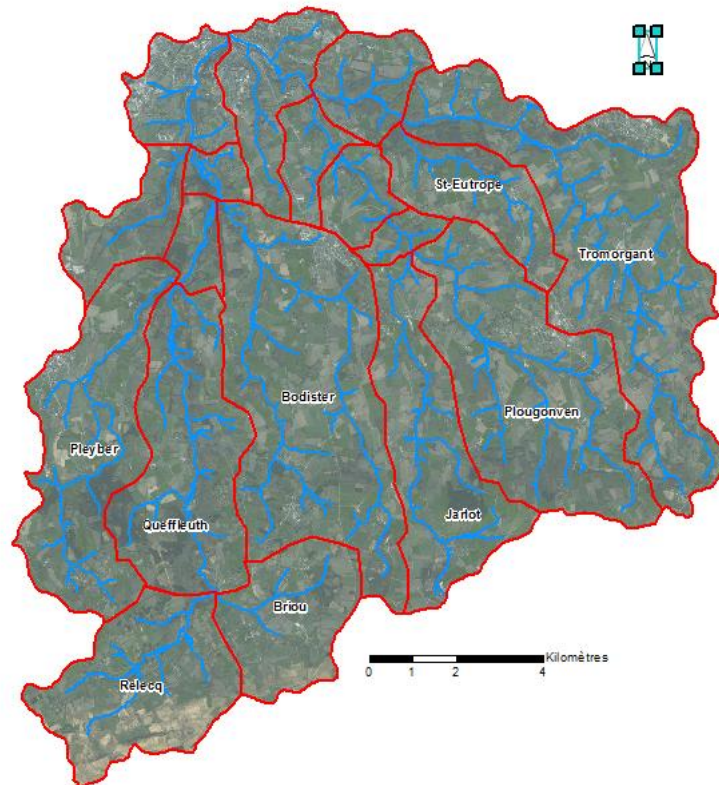 St-Eutrope
Tromorgant
Bodister
Plougonven
Pleyber
Queffleuth
Jarlot
Briou
Relecq
Kilomètres
0 1 2 4